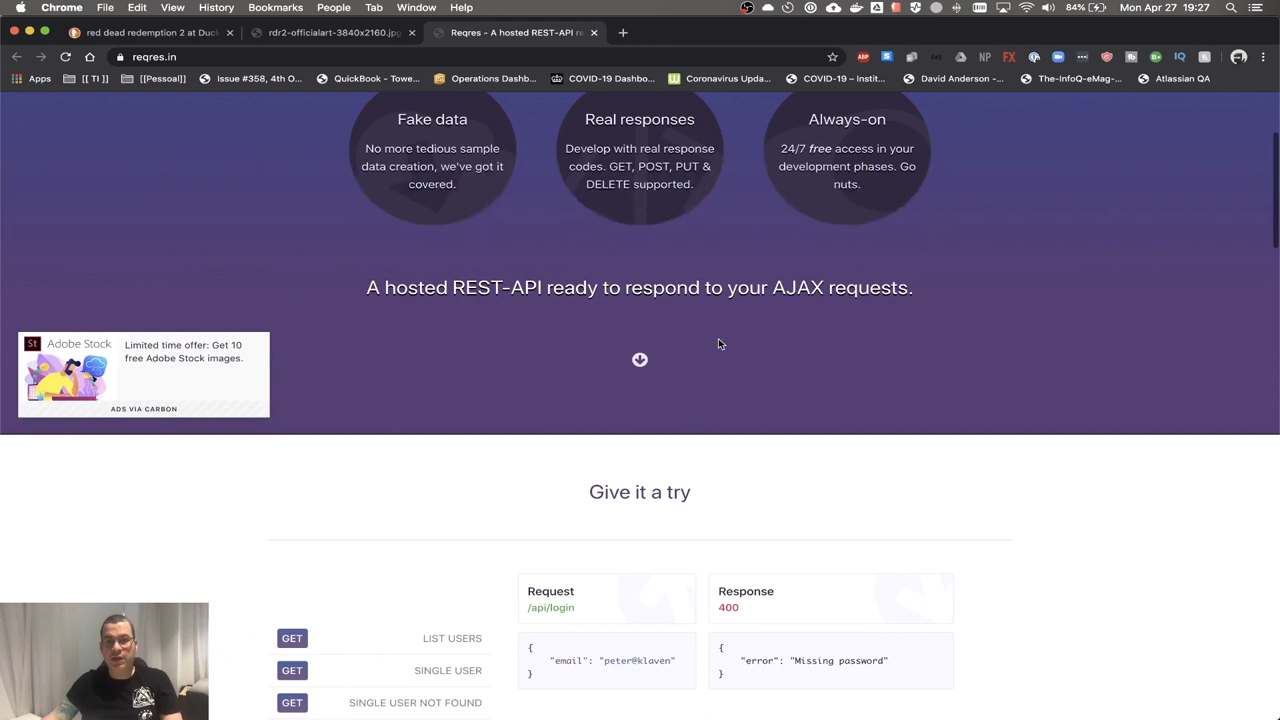 Chrome File Edit View History Bookmarks People Tab Window Help
84% Mon Apr 27 19:27
red dead redemption 2 at Duck
rdr2-officialart-3840x2160.jpg
Reqres - A hosted REST-API re
reqres.in
ABP
NP
FX
IQ
Apps
[[ TI ]]
[[Pessoal]]
Issue #358, 4th O...
QuickBook - Towe...
Operations Dashb...
COVID-19 Dashbo...
Coronavirus Upda...
COVID-19 – Instit...
David Anderson -...
The-InfoQ-eMag-...
Atlassian QA
Fake data
No more tedious sample
data creation, we've got it
covered.
Real responses
Develop with real response
codes. GET, POST, PUT &
DELETE supported.
Always-on
24/7 free access in your
development phases. Go
nuts.
A hosted REST-API ready to respond to your AJAX requests.
St Adobe Stock
Limited time offer: Get 10
free Adobe Stock images.
ADS VIA CARBON
Give it a try
GET LIST USERS
GET SINGLE USER
GET SINGLE USER NOT FOUND
Request
/api/login
{
"email": "peter@klaven"
}
Response
400
{
"error": "Missing password"
}